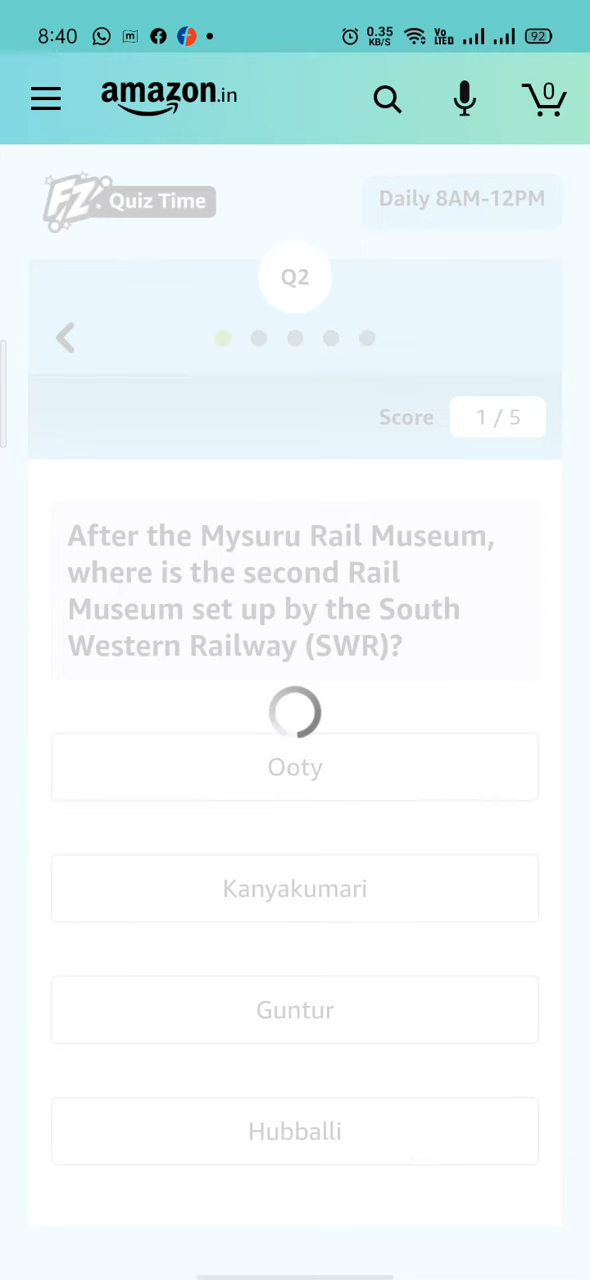 8:40 m 0.35 KB/S Vo LTED 92
amazon.in 0
FZ Quiz Time Daily 8AM-12PM
Q2
Score 1 / 5
After the Mysuru Rail Museum,
where is the second Rail
Museum set up by the South
Western Railway (SWR)?
Ooty
Kanyakumari
Guntur
Hubballi